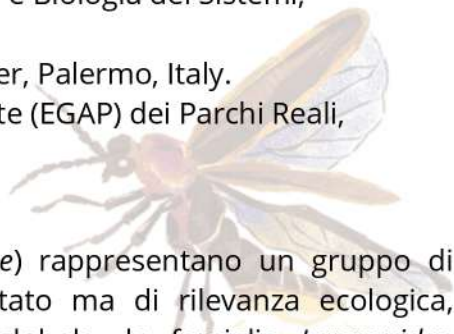 e Biologia dei Sistemi,
er, Palermo, Italy.
te (EGAP) dei Parchi Reali,
e) rappresentano un gruppo di
tato ma di rilevanza ecologica,